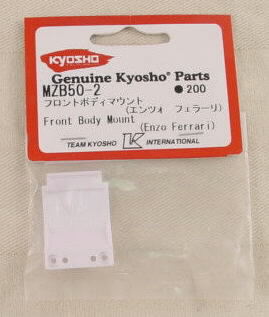 KYOSHO
Genuine Kyosho® Parts
MZB50-2
●200
フロントボディマウント
(エンツォ フェラーリ)
Front Body Mount
(Enzo Ferrari)
TEAM KYOSHO K INTERNATIONAL